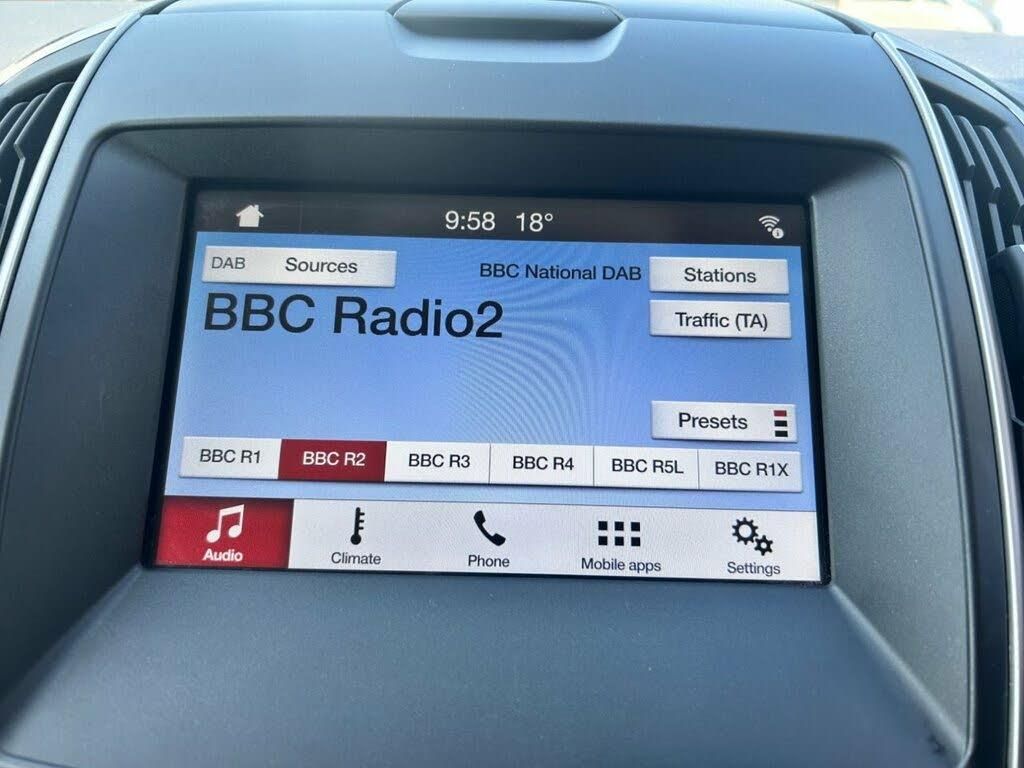 9:58 18°
DAB Sources
BBC National DAB
Stations
BBC Radio2
Traffic (TA)
Presets
BBC R1
BBC R2
BBC R3
BBC R4
BBC R5L
BBC R1X
Audio
Climate
Phone
Mobile apps
Settings